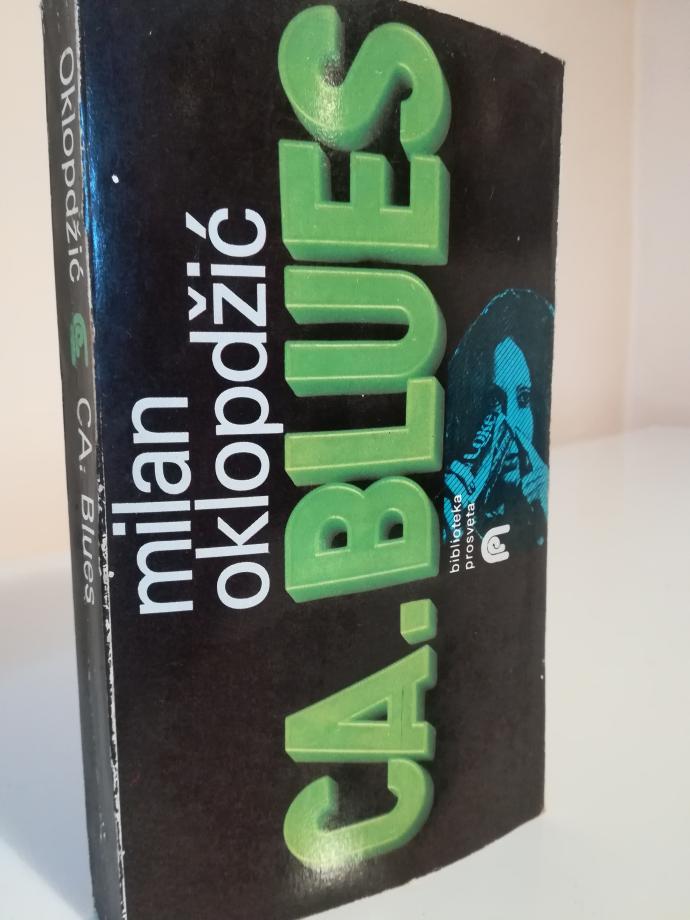 Oklopdžić CA: Blues
milan
oklopdžić
CA. BLUES
biblioteka
prosveta